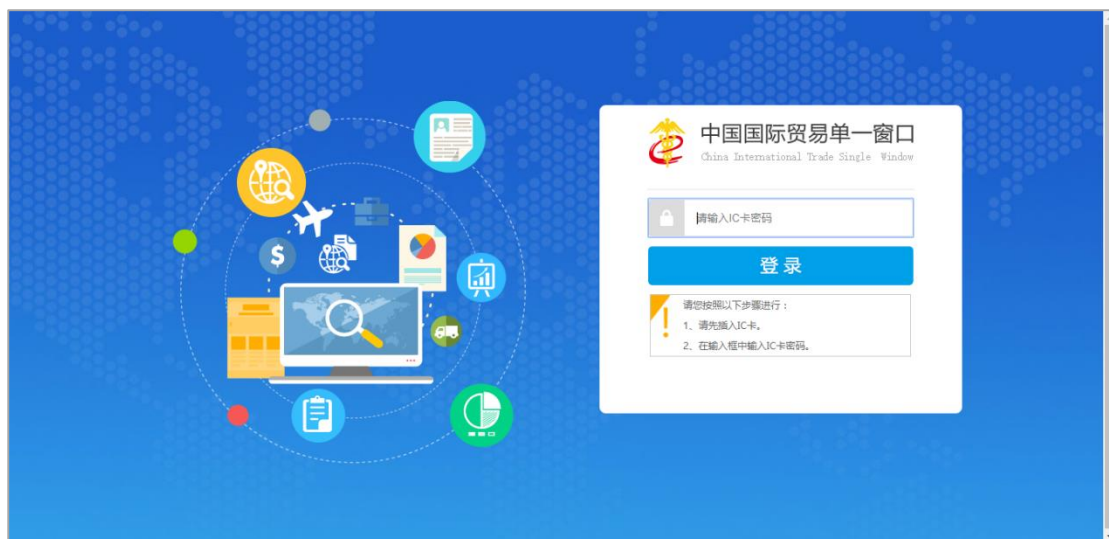 中国国际贸易单一窗口
China International Trade Single Window
请输入IC卡密码
登录
请您按照以下步骤进行：
1、请先插入IC卡。
2、在输入框中输入IC卡密码。